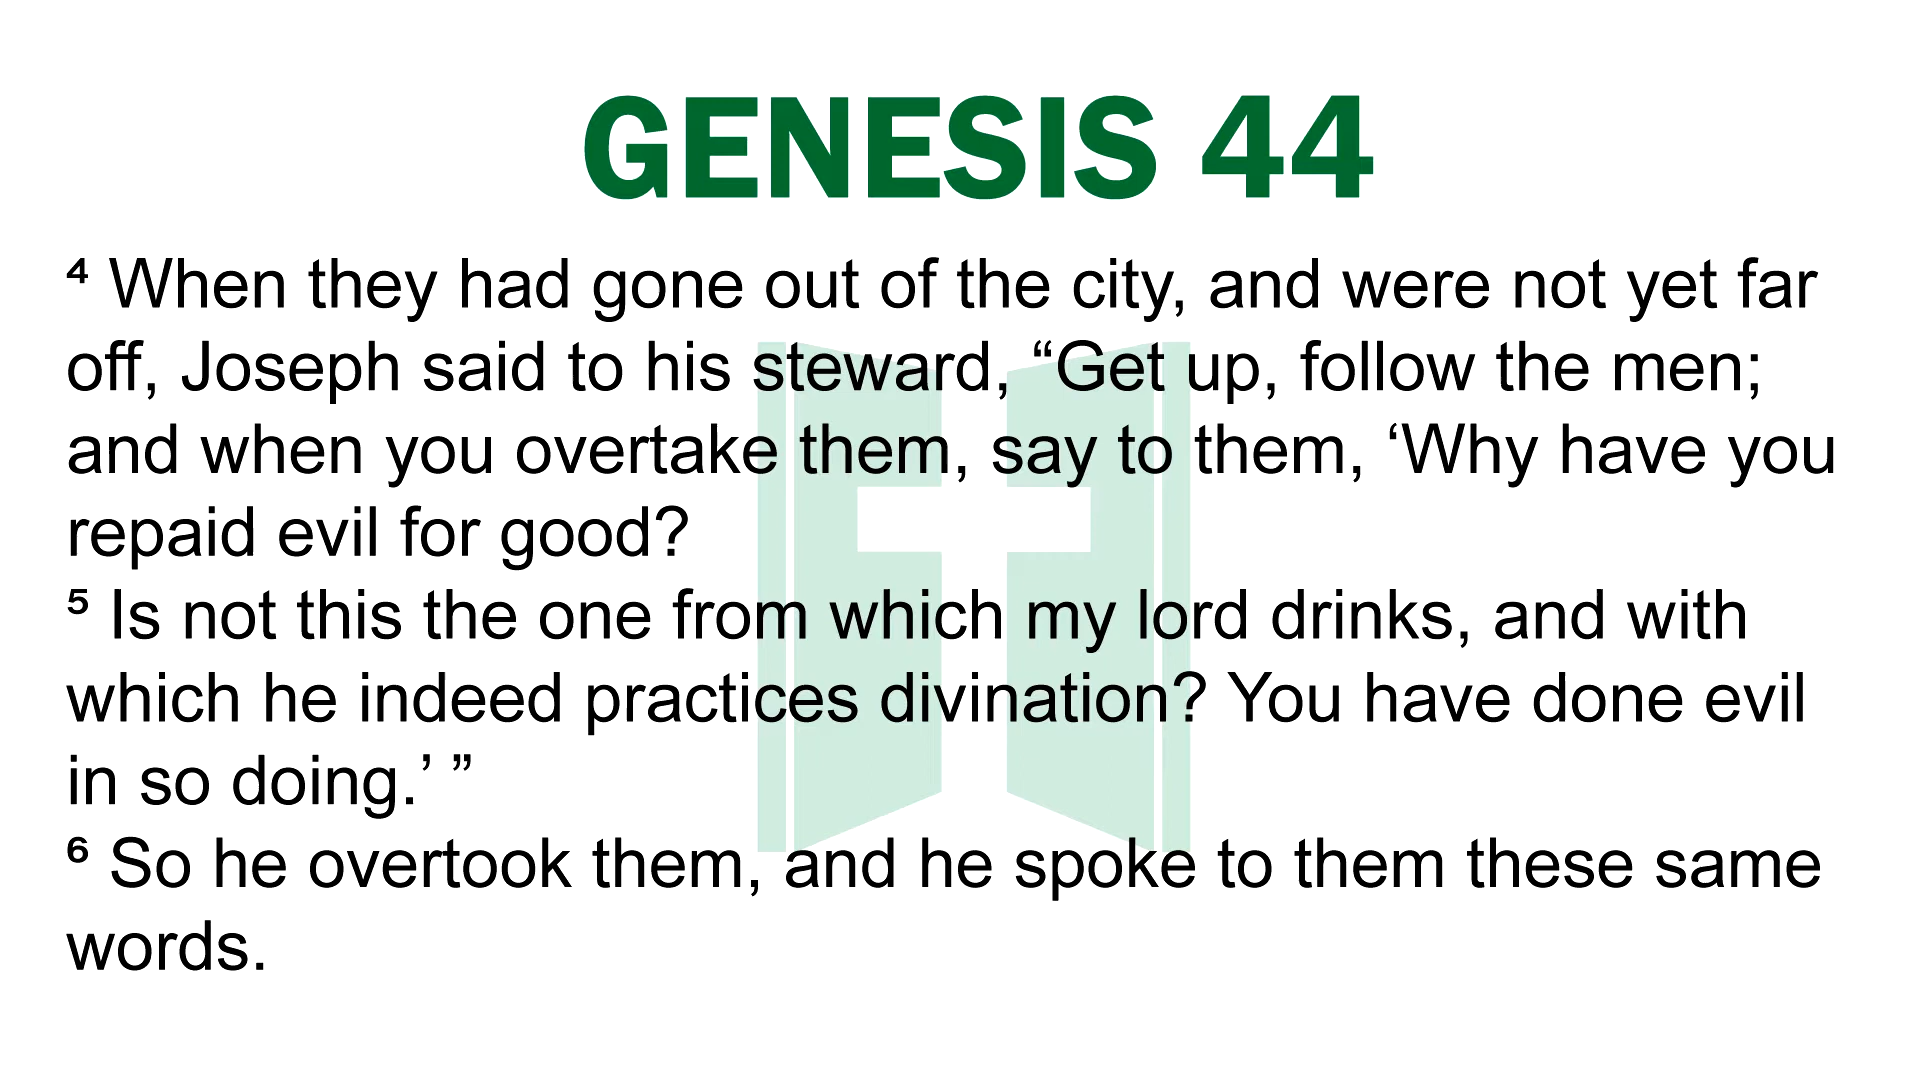 GENESIS 44
⁴ When they had gone out of the city, and were not yet far
off, Joseph said to his steward, “Get up, follow the men;
and when you overtake them, say to them, ‘Why have you
repaid evil for good?
⁵ Is not this the one from which my lord drinks, and with
which he indeed practices divination? You have done evil
in so doing.’ ”
⁶ So he overtook them, and he spoke to them these same
words.